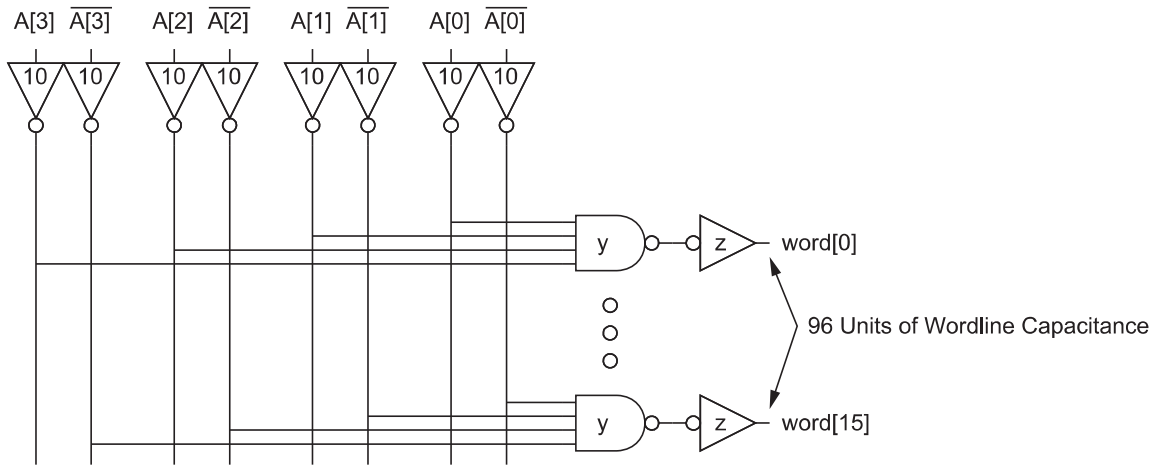 A[3] A̅[̅3̅]̅ A[2] A̅[̅2̅]̅ A[1] A̅[̅1̅]̅ A[0] A̅[̅0̅]̅
10 10 10 10 10 10 10 10
y z word[0]
96 Units of Wordline Capacitance
y z word[15]